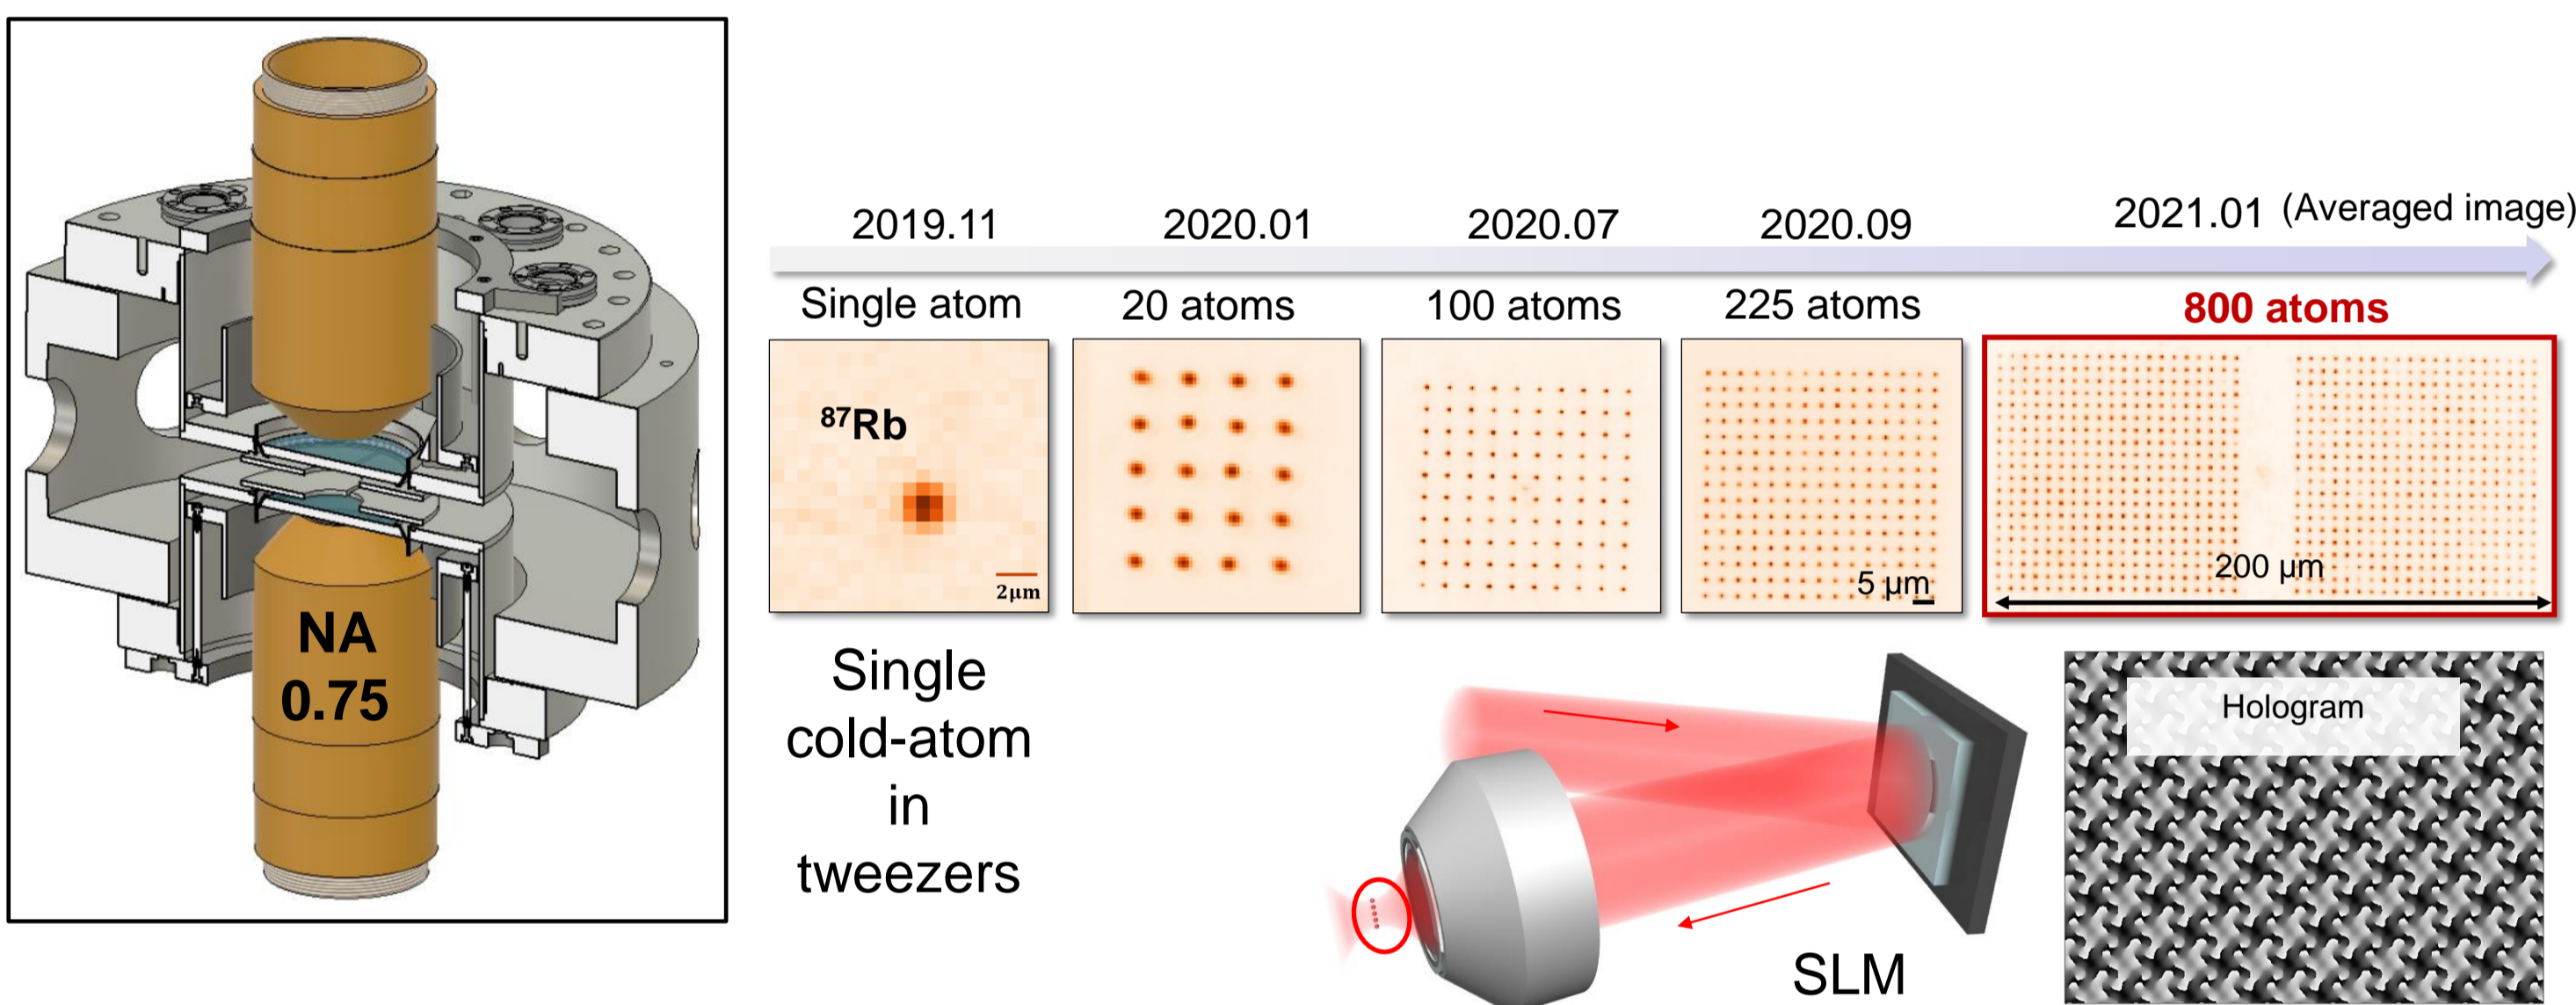 NA
0.75
2019.11
2020.01
2020.07
2020.09
2021.01 (Averaged image)
Single atom
20 atoms
100 atoms
225 atoms
800 atoms
⁸⁷Rb
2μm
5 μm
200 μm
Single
cold-atom
in
tweezers
SLM
Hologram